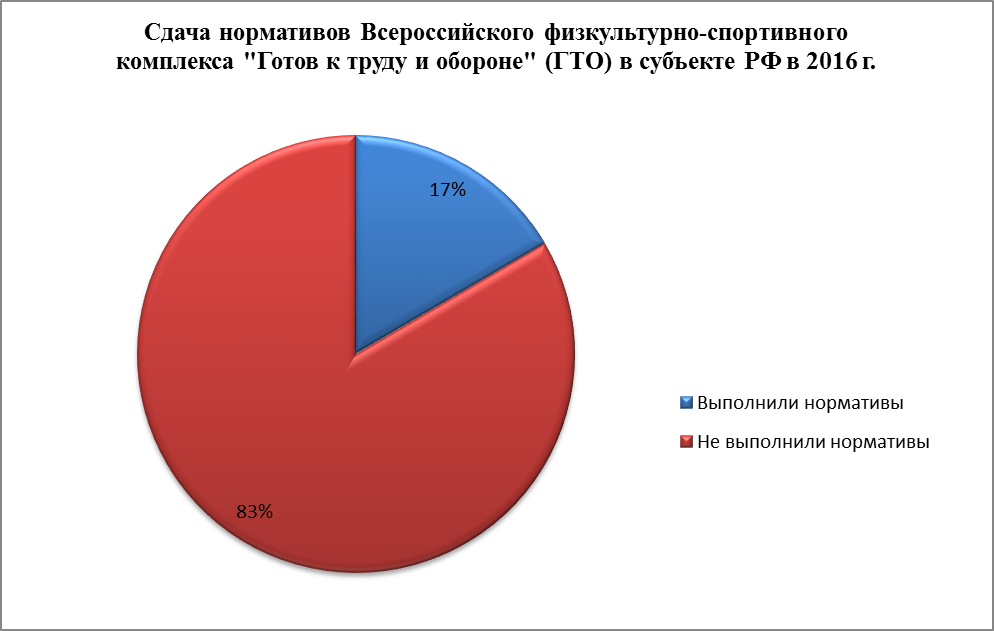 Сдача нормативов Всероссийского физкультурно-спортивного
комплекса "Готов к труду и обороне" (ГТО) в субъекте РФ в 2016 г.
17%
Выполнили нормативы
Не выполнили нормативы
83%